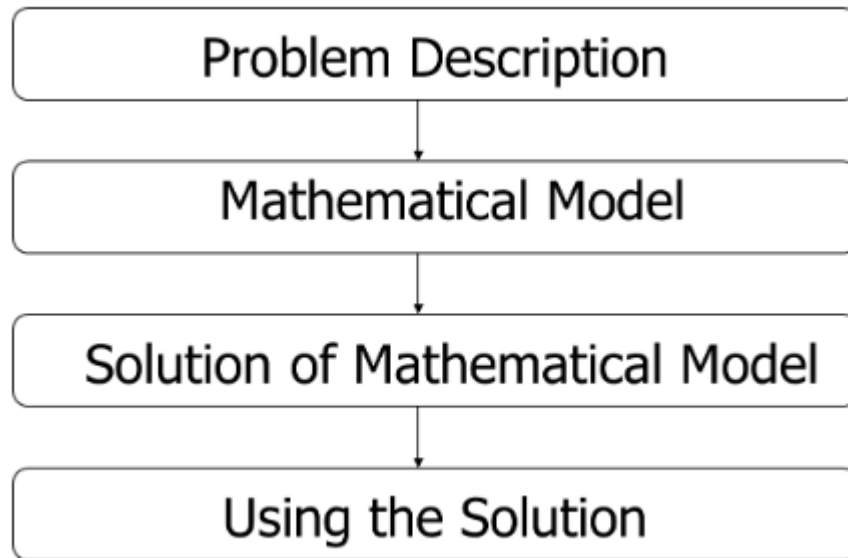 Problem Description
Mathematical Model
Solution of Mathematical Model
Using the Solution